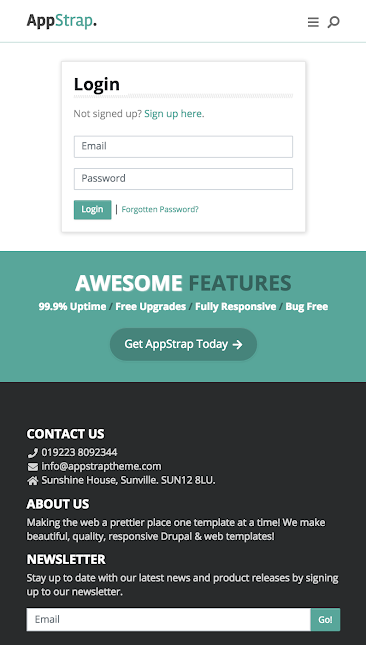 AppStrap.
Login
Not signed up? Sign up here.
Email
Password
Login | Forgotten Password?
AWESOME FEATURES
99.9% Uptime / Free Upgrades / Fully Responsive / Bug Free
Get AppStrap Today
CONTACT US
019223 8092344
info@appstraptheme.com
Sunshine House, Sunville. SUN12 8LU.
ABOUT US
Making the web a prettier place one template at a time! We make
beautiful, quality, responsive Drupal & web templates!
NEWSLETTER
Stay up to date with our latest news and product releases by signing
up to our newsletter.
Email
Go!